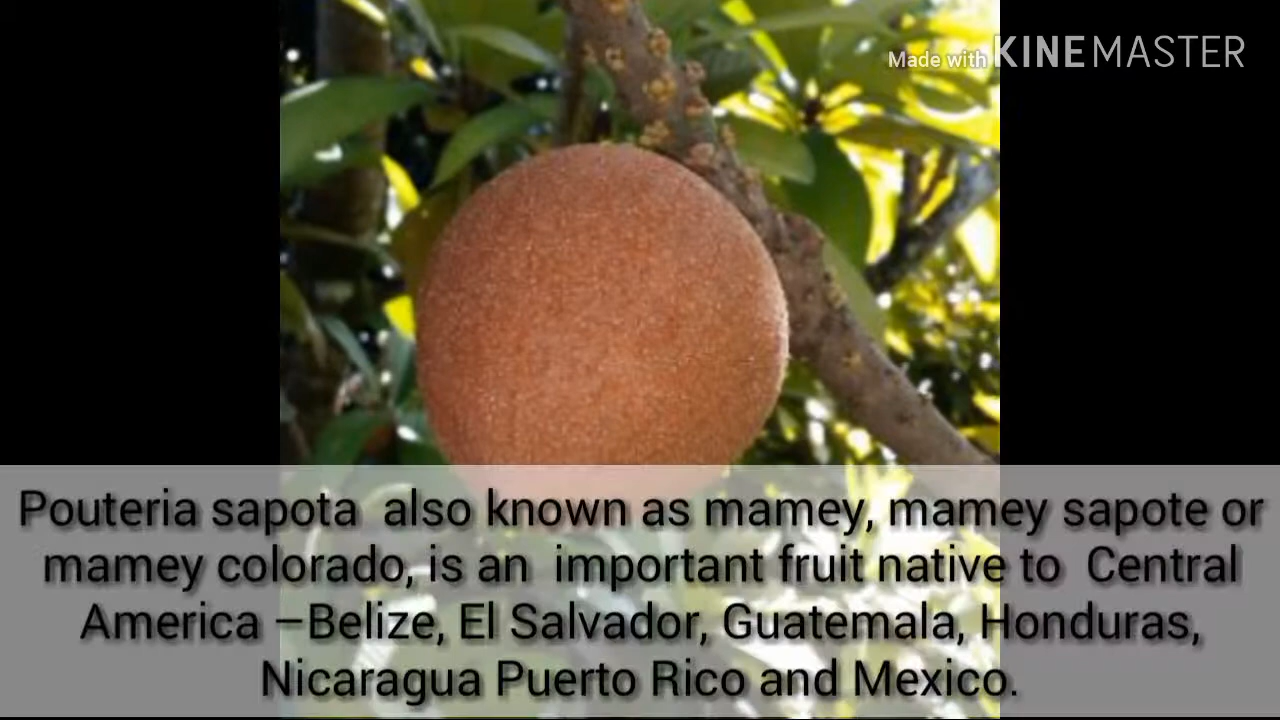 Made with KINEMASTER
Pouteria sapota  also known as mamey, mamey sapote or
mamey colorado, is an  important fruit native to  Central
America –Belize, El Salvador, Guatemala, Honduras,
Nicaragua Puerto Rico and Mexico.